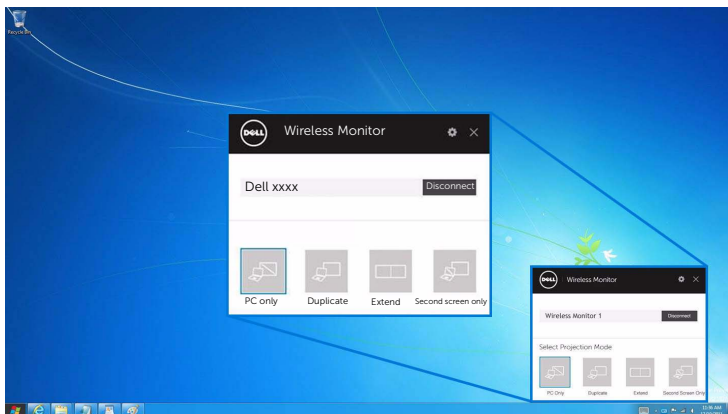 Recycle Bin
DELL
Wireless Monitor
Dell xxxx
Disconnect
PC only
Duplicate
Extend
Second screen only
DELL
Wireless Monitor
Wireless Monitor 1
Disconnect
Select Projection Mode
PC Only
Duplicate
Extend
Second Screen Only